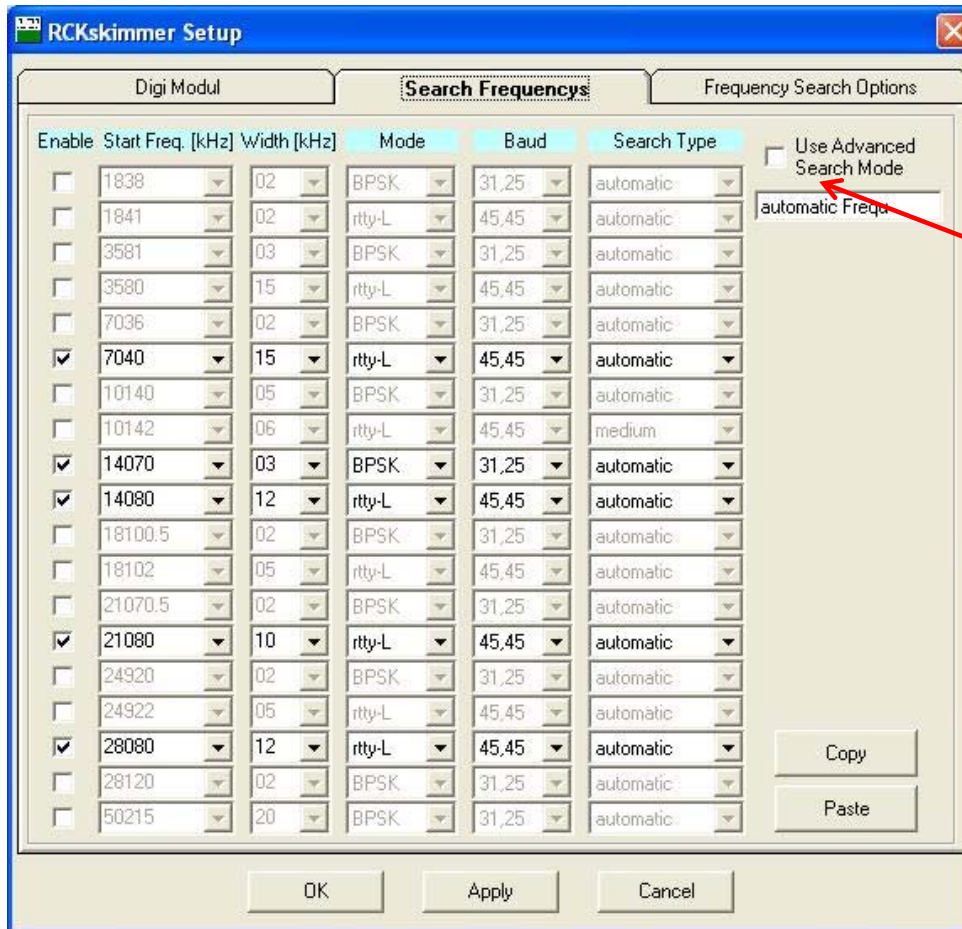 RCKskimmer Setup
Digi Modul Search Frequencys Frequency Search Options
Enable Start Freq. [kHz] Width [kHz] Mode Baud Search Type
Use Advanced
Search Mode
automatic Frequ
1838 02 BPSK 31,25 automatic
1841 02 rtty-L 45,45 automatic
3581 03 BPSK 31,25 automatic
3580 15 rtty-L 45,45 automatic
7036 02 BPSK 31,25 automatic
7040 15 rtty-L 45,45 automatic
10140 05 BPSK 31,25 automatic
10142 06 rtty-L 45,45 medium
14070 03 BPSK 31,25 automatic
14080 12 rtty-L 45,45 automatic
18100.5 02 BPSK 31,25 automatic
18102 05 rtty-L 45,45 automatic
21070.5 02 BPSK 31,25 automatic
21080 10 rtty-L 45,45 automatic
24920 02 BPSK 31,25 automatic
24922 05 rtty-L 45,45 automatic
28080 12 rtty-L 45,45 automatic
28120 02 BPSK 31,25 automatic
50215 20 BPSK 31,25 automatic
Copy
Paste
OK Apply Cancel